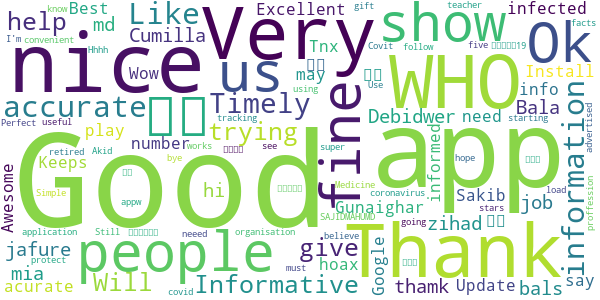 know
Best
I'm
convenient
help
md
Like
Cumilla
Excellent
gift
teacher
infected
facts
Very
show
nice
Hhhh
Wow
Tnx
may
five
Covit
follow
19
Ok
Install
us
WHO
Use
using
accurate
Timely
fine
info
Debidwer
need
Bala
starting
advertised
Perfect
useful
play
trying
number
tracking
informed
information
retired
Akid
works
see
super
hope
Keeps
bye
Good
app
Sakib
job
Awesome
Simple
appw
hi
Gunaighar
Medicine
coronavirus
load
application
Still
neeed
organisation
SAJIDMAHUMD
going
stars
zihad
proffession
jafure
people
give
believe
Thank
say
mia
Will
hoax
Google
Update
acurate
protect
Informative
covid
must
thamk
bals